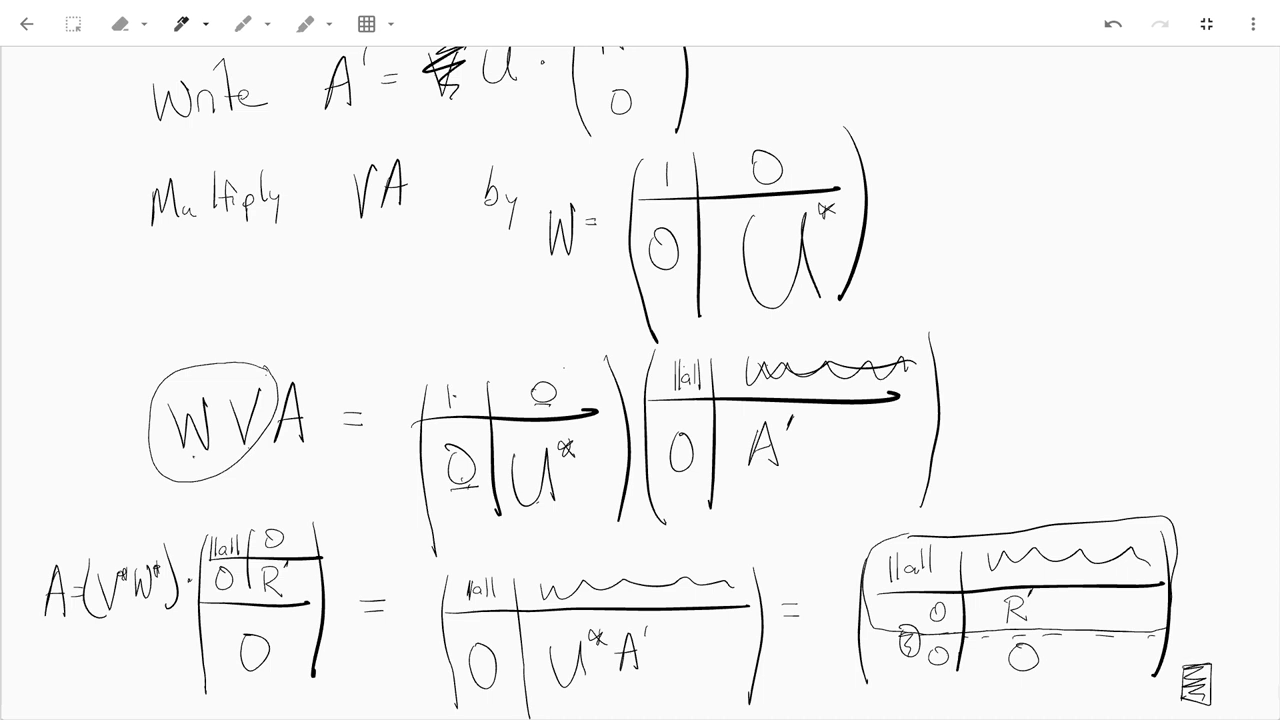 Write A' = U · ( 0 )
Multiply VA by W = ( 1 | 0 ; 0 | U* )
W V A = ( 1 | 0 ; 0 | U* ) ( ||a|| | ; 0 | A' )
A = (V* W*) · ( ||a|| | 0 ; 0 | R' ; 0 ) = ( ||a|| | ; 0 | U* A' ) = ( ||a|| | ; 0 | R' ; 0 | 0 )